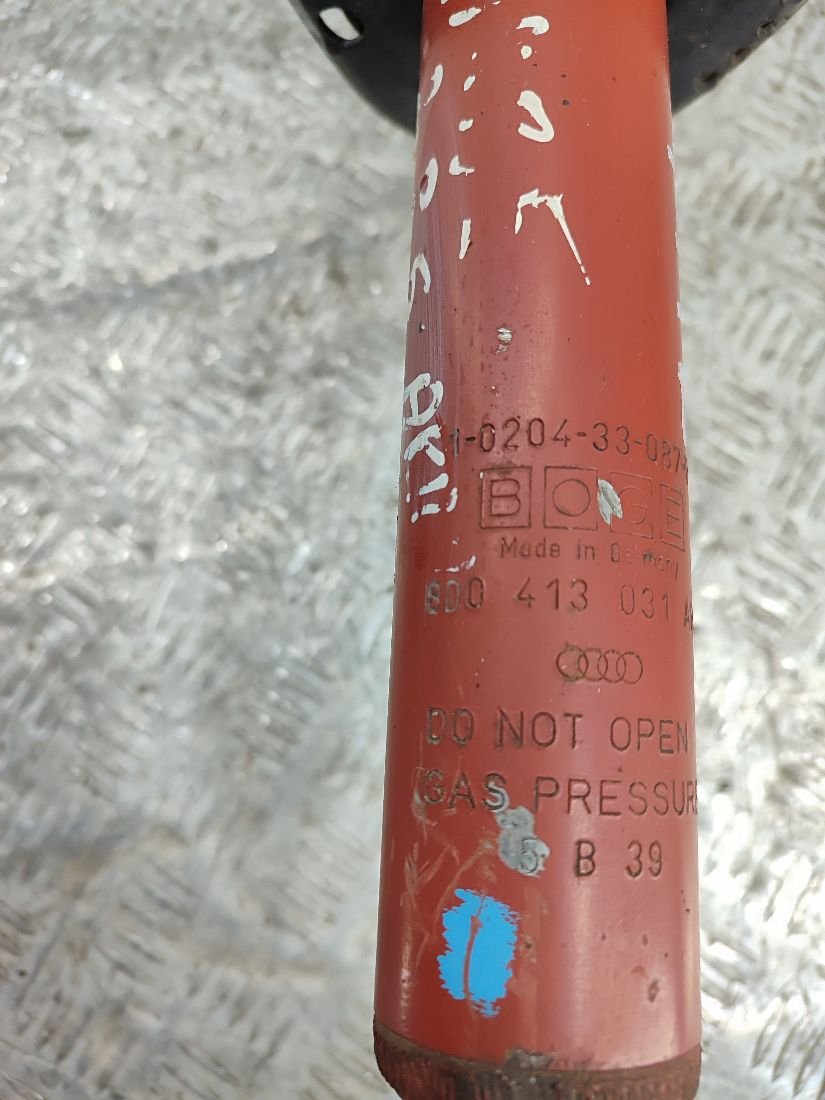 1-0204-33-087
BOGE
Made in Germany
8D0 413 031 A
DO NOT OPEN
GAS PRESSURE
5 B 39